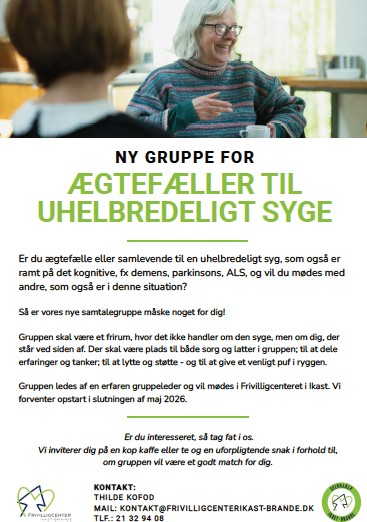 NY GRUPPE FOR
ÆGTEFÆLLER TIL
UHELBREDELIGT SYGE
Er du ægtefælle eller samlevende til en uhelbredeligt syg, som også er
ramt på det kognitive, fx demens, parkinsons, ALS, og vil du mødes med
andre, som også er i denne situation?
Så er vores nye samtalegruppe måske noget for dig!
Gruppen skal være et frirum, hvor det ikke handler om den syge, men om dig, der
står ved siden af. Der skal være plads til både sorg og latter i gruppen; til at dele
erfaringer og tanker; til at lytte og støtte - og til at give et venligt puf i ryggen.
Gruppen ledes af en erfaren gruppeleder og vil mødes i Frivilligcenteret i Ikast. Vi
forventer opstart i slutningen af maj 2026.
Er du interesseret, så tag fat i os.
Vi inviterer dig på en kop kaffe eller te og en uforpligtende snak i forhold til,
om gruppen vil være et godt match for dig.
KONTAKT:
THILDE KOFOD
MAIL: KONTAKT@FRIVILLIGCENTERIKAST-BRANDE.DK
TLF.: 21 32 94 08
FRIVILLIGCENTER
IKAST-BRANDE